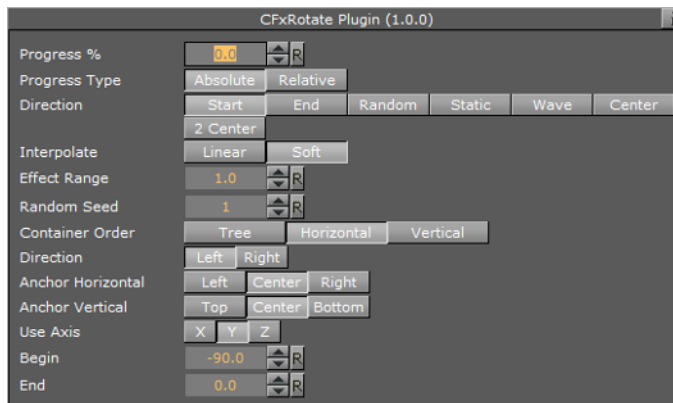 CFxRotate Plugin (1.0.0)
Progress % 0.0 R
Progress Type Absolute Relative
Direction Start End Random Static Wave Center
2 Center
Interpolate Linear Soft
Effect Range 1.0 R
Random Seed 1 R
Container Order Tree Horizontal Vertical
Direction Left Right
Anchor Horizontal Left Center Right
Anchor Vertical Top Center Bottom
Use Axis X Y Z
Begin -90.0 R
End 0.0 R